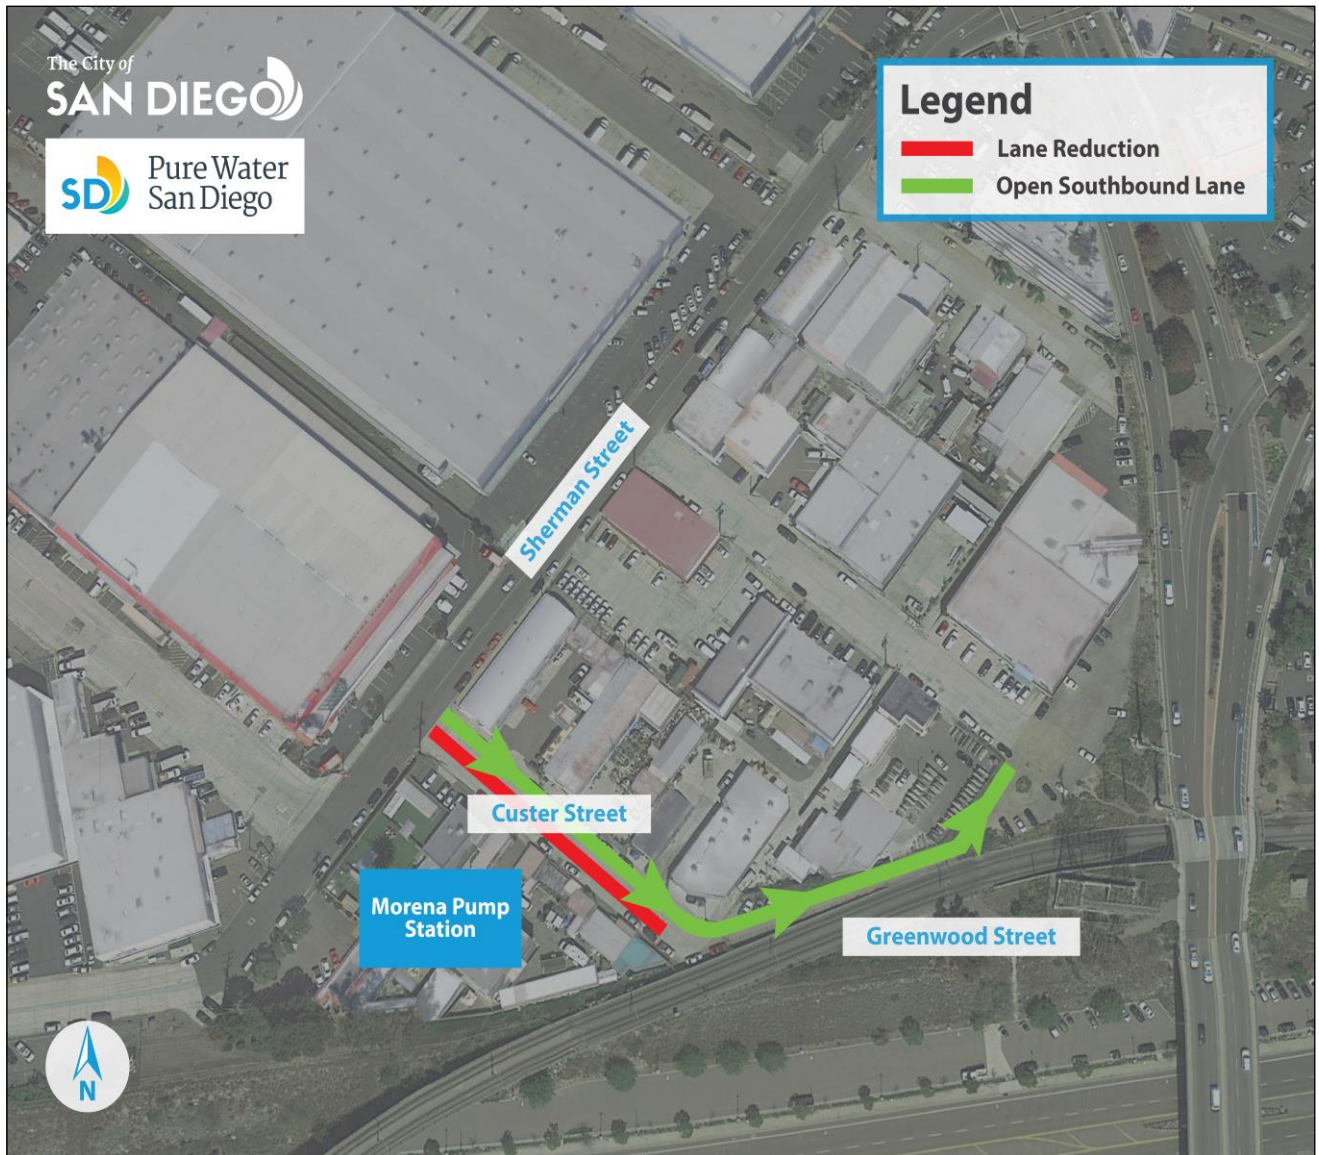 The City of
SAN DIEGO
SD
Pure Water
San Diego
Legend
Lane Reduction
Open Southbound Lane
Sherman Street
Custer Street
Morena Pump
Station
Greenwood Street
N